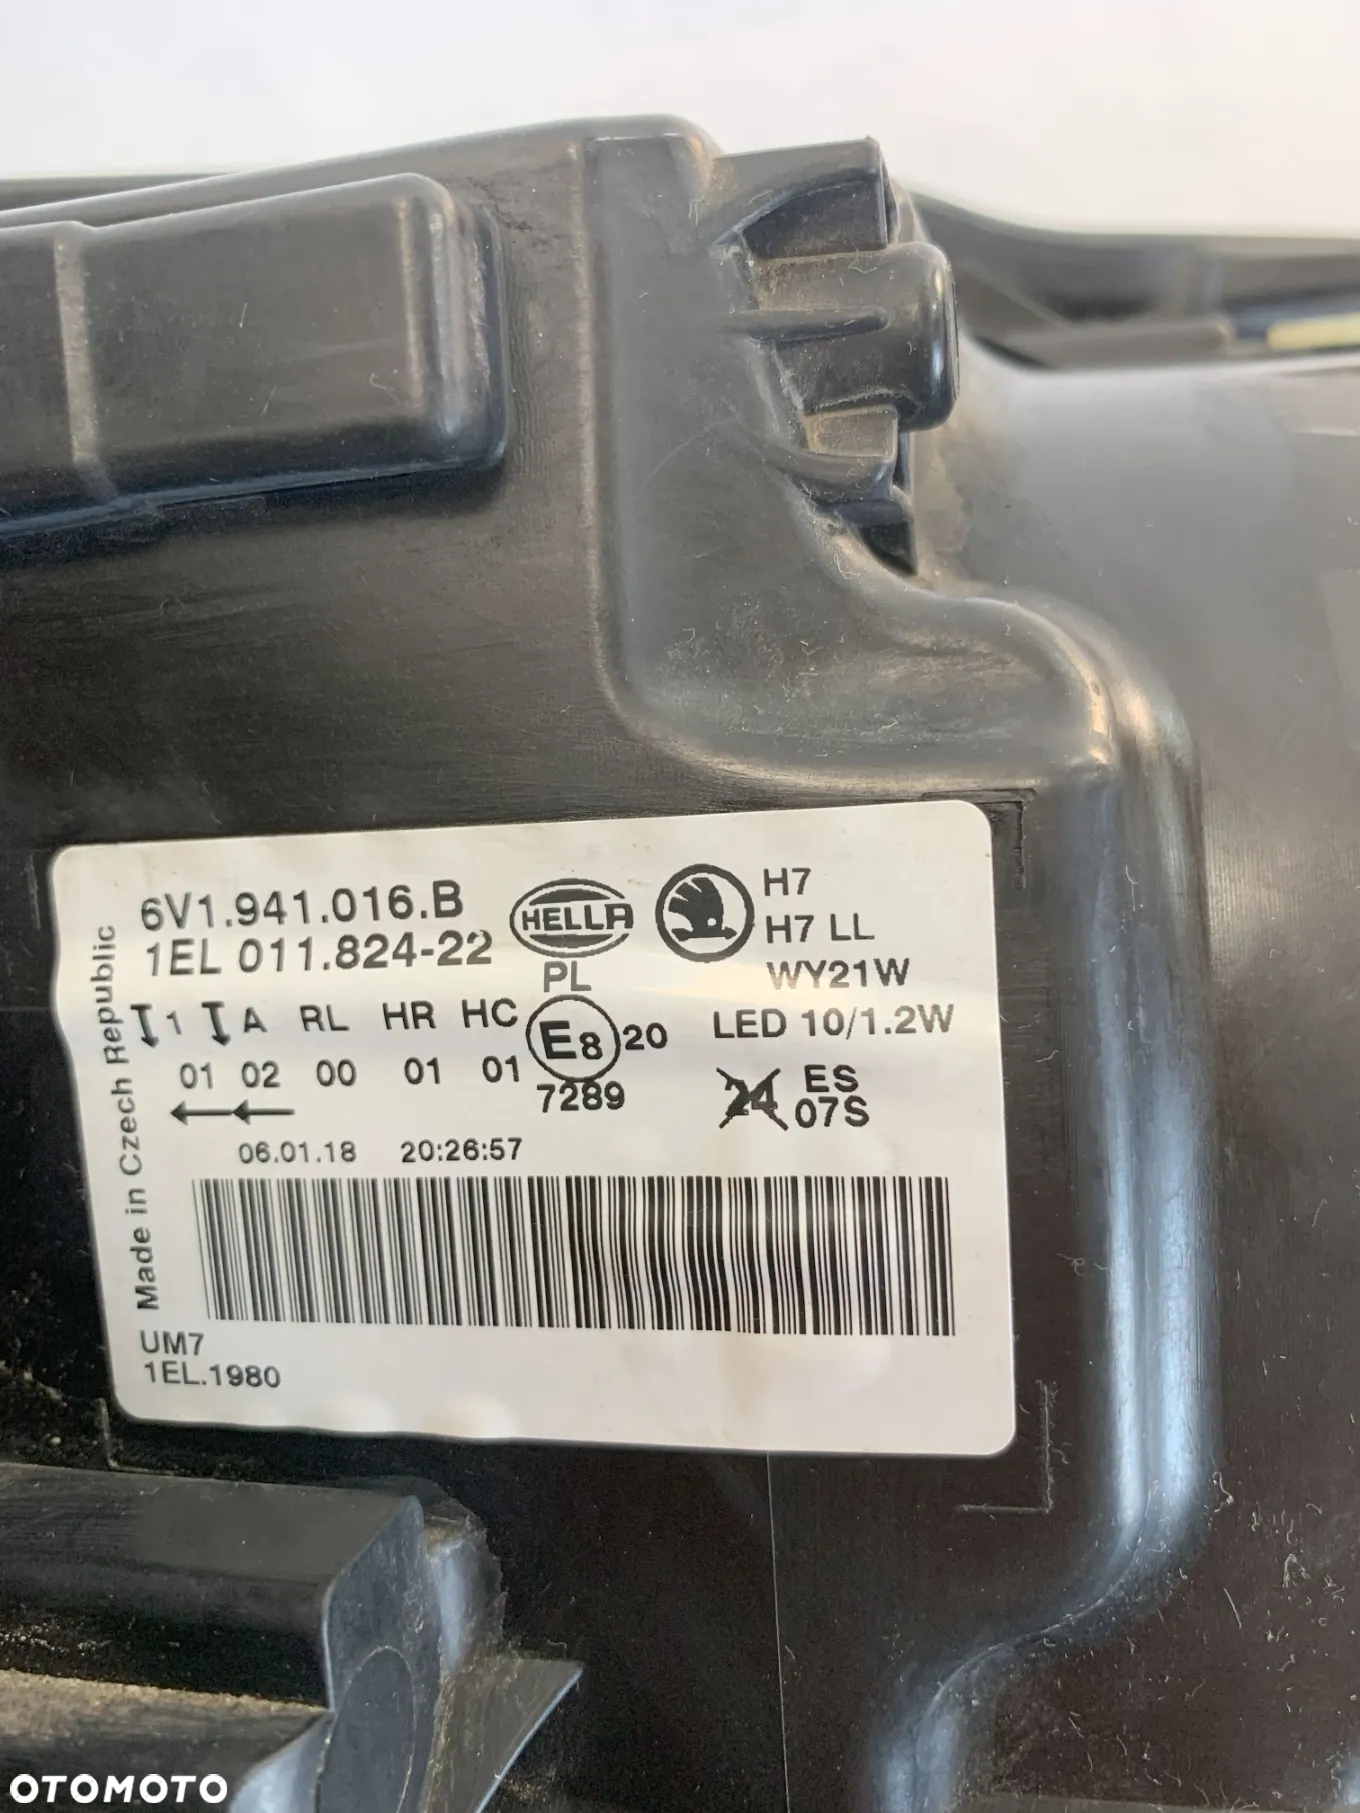 Made in Czech Republic
6V1.941.016.B
1EL 011.824-22
HELLA
PL
H7
H7 LL
WY21W
LED 10/1.2W
1 A RL HR HC
01 02 00 01 01
E8 20
7289
24 ES
07S
06.01.18 20:26:57
UM7
1EL.1980
OTOMOTO